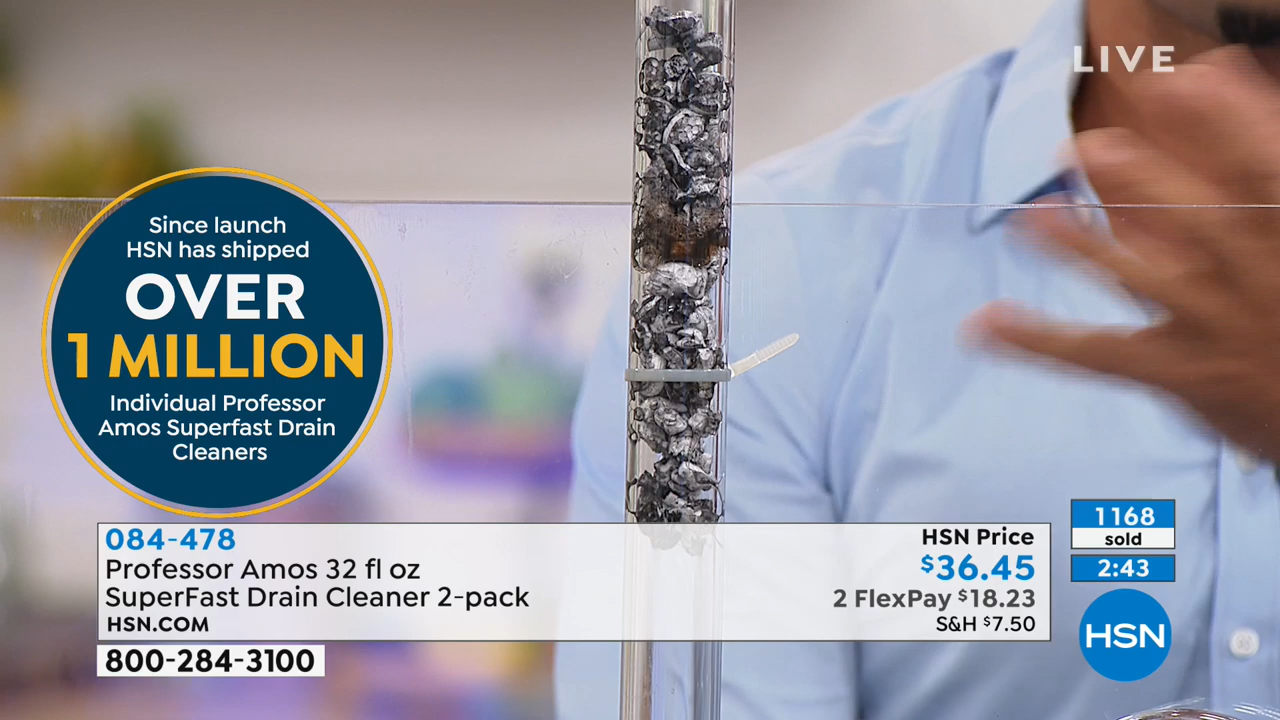 LIVE
Since launch
HSN has shipped
OVER
1 MILLION
Individual Professor
Amos Superfast Drain
Cleaners
084-478
Professor Amos 32 fl oz
SuperFast Drain Cleaner 2-pack
HSN.COM
HSN Price
$36.45
2 FlexPay $18.23
S&H $7.50
1168
sold
2:43
HSN
800-284-3100